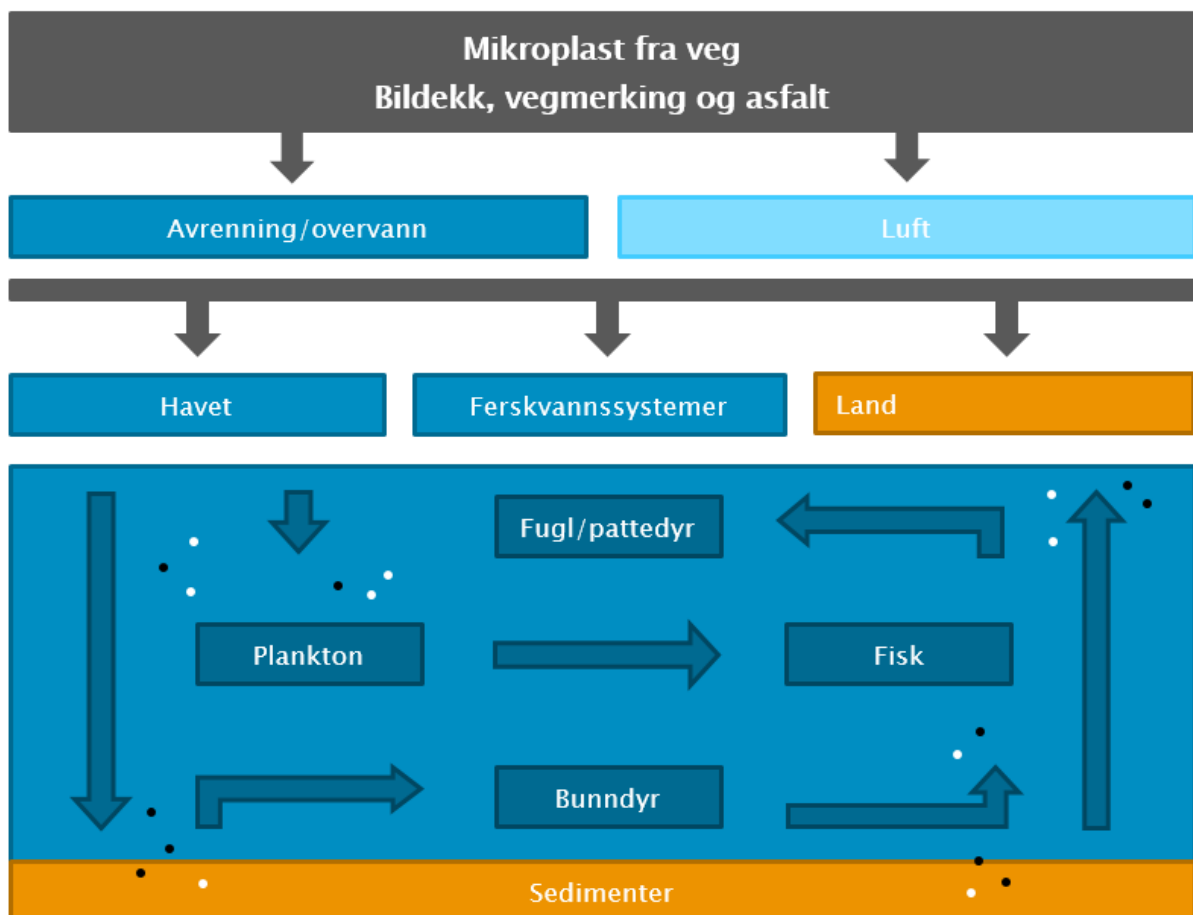 Mikroplast fra veg
Bildekk, vegmerking og asfalt
Avrenning/overvann
Luft
Havet
Ferskvannssystemer
Land
Fugl/pattedyr
Plankton
Fisk
Bunndyr
Sedimenter